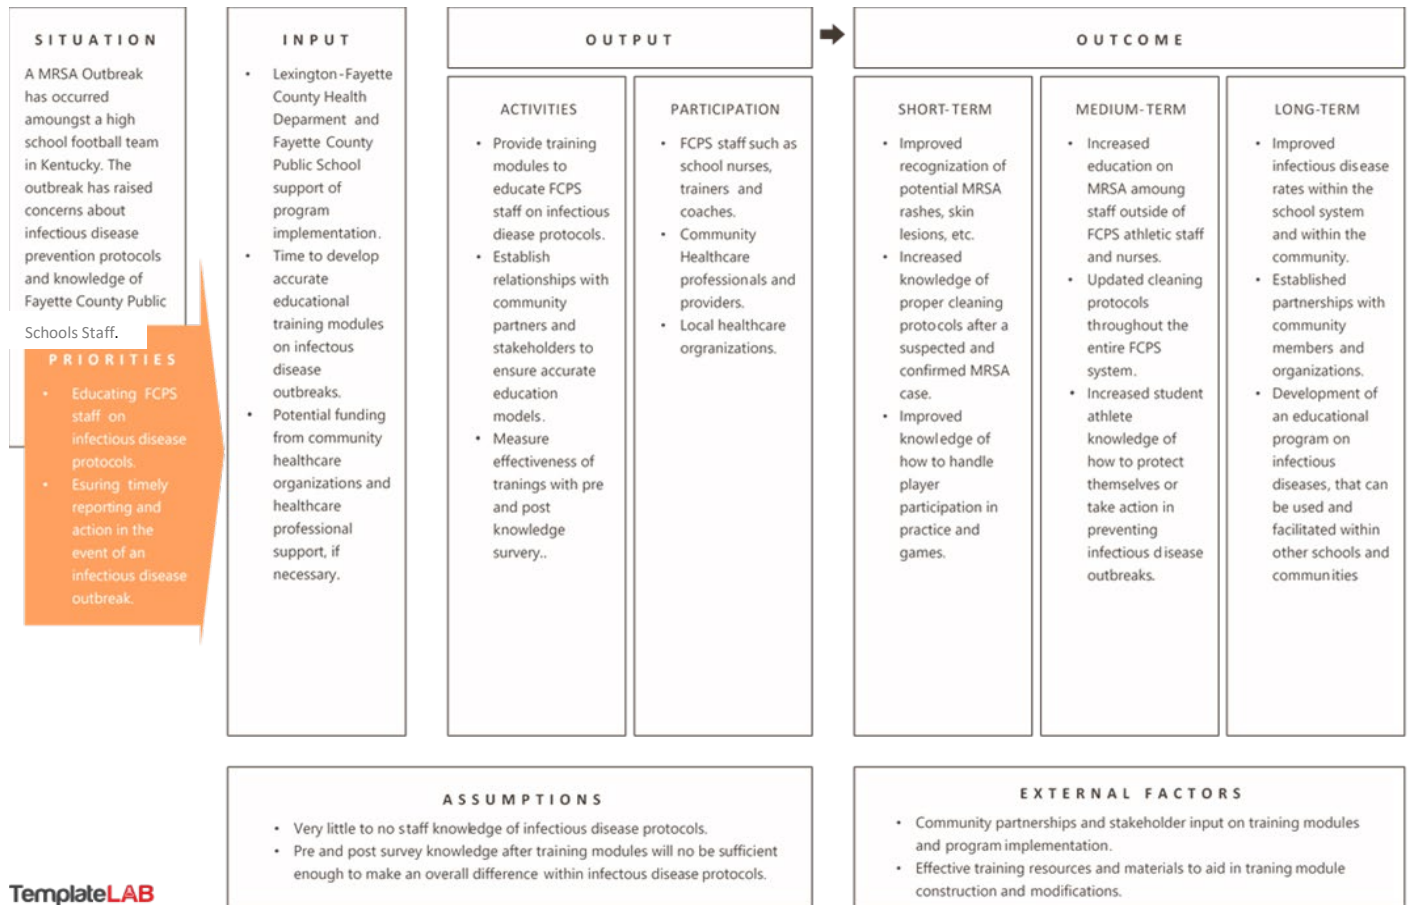 SITUATION
A MRSA Outbreak
has occurred
amoungst a high
school football team
in Kentucky. The
outbreak has raised
concerns about
infectious disease
prevention protocols
and knowledge of
Fayette County Public
Schools Staff.
PRIORITIES
• Educating FCPS
staff on
infectious disease
protocols.
• Esuring timely
reporting and
action in the
event of an
infectious disease
outbreak.
INPUT
• Lexington-Fayette
County Health
Deparment and
Fayette County
Public School
support of
program
implementation.
• Time to develop
accurate
educational
training modules
on infectous
disease
outbreaks.
• Potential funding
from community
healthcare
organizations and
healthcare
professional
support, if
necessary.
OUTPUT
ACTIVITIES
• Provide training
modules to
educate FCPS
staff on infectious
diease protocols.
• Establish
relationships with
community
partners and
stakeholders to
ensure accurate
education
models.
• Measure
effectiveness of
tranings with pre
and post
knowledge
survery..
PARTICIPATION
• FCPS staff such as
school nurses,
trainers and
coaches.
• Community
Healthcare
professionals and
providers.
• Local healthcare
orgranizations.
OUTCOME
SHORT-TERM
• Improved
recognization of
potential MRSA
rashes, skin
lesions, etc.
• Increased
knowledge of
proper cleaning
protocols after a
suspected and
confirmed MRSA
case.
• Improved
knowledge of
how to handle
player
participation in
practice and
games.
MEDIUM-TERM
• Increased
education on
MRSA amoung
staff outside of
FCPS athletic staff
and nurses.
• Updated cleaning
protocols
throughout the
entire FCPS
system.
• Increased student
athlete
knowledge of
how to protect
themselves or
take action in
preventing
infectious disease
outbreaks.
LONG-TERM
• Improved
infectious disease
rates within the
school system
and within the
community.
• Established
partnerships with
community
members and
organizations.
• Development of
an educational
program on
infectious
diseases, that can
be used and
facilitated within
other schools and
communities
ASSUMPTIONS
• Very little to no staff knowledge of infectious disease protocols.
• Pre and post survey knowledge after training modules will no be sufficient
enough to make an overall difference within infectous disease protocols.
EXTERNAL FACTORS
• Community partnerships and stakeholder input on training modules
and program implementation.
• Effective training resources and materials to aid in traning module
construction and modifications.
TemplateLAB